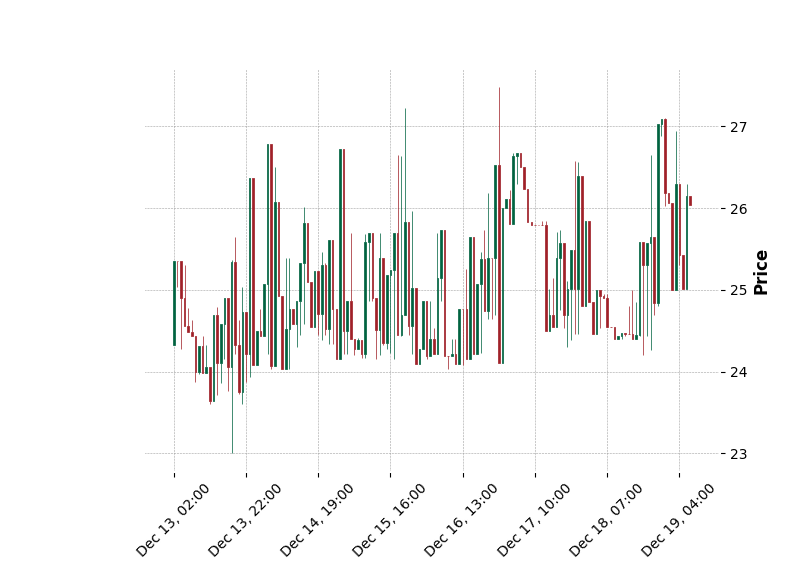 27
26
25
24
23
Price
Dec 13, 02:00
Dec 13, 22:00
Dec 14, 19:00
Dec 15, 16:00
Dec 16, 13:00
Dec 17, 10:00
Dec 18, 07:00
Dec 19, 04:00